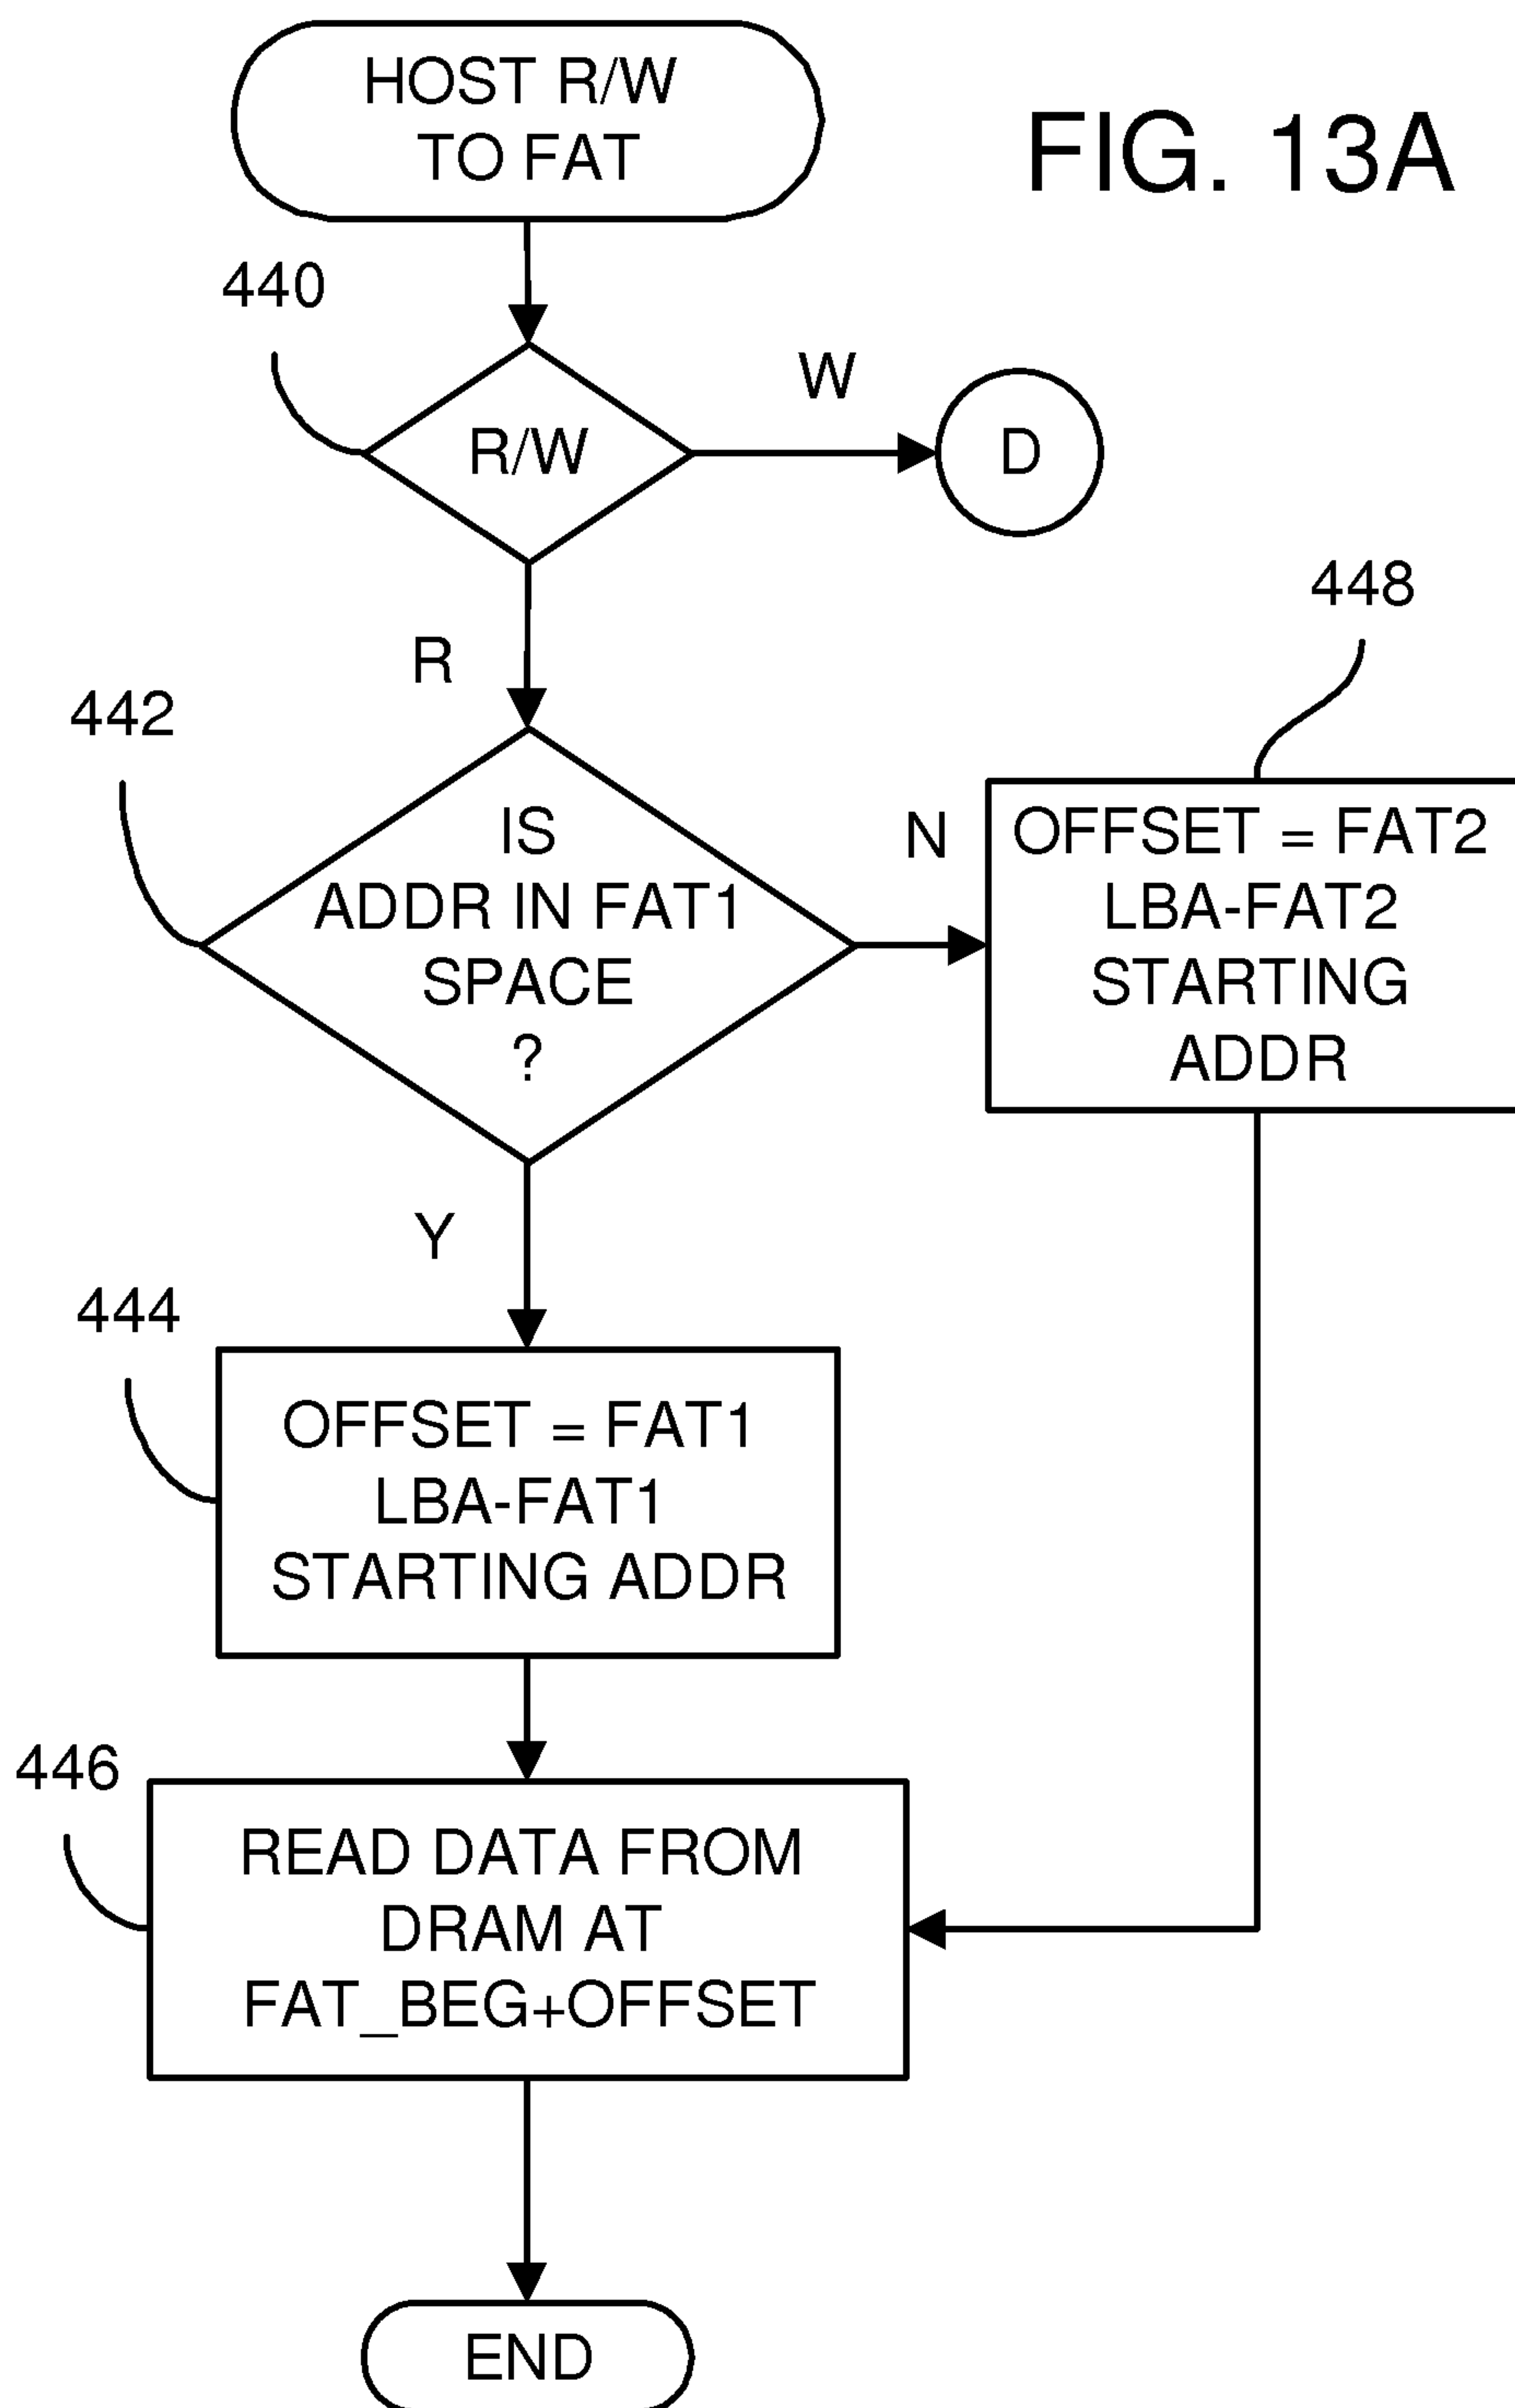 HOST R/W
TO FAT
FIG. 13A
440
R/W
W
D
R
448
442
IS
ADDR IN FAT1
SPACE
?
N
OFFSET = FAT2
LBA-FAT2
STARTING
ADDR
Y
444
OFFSET = FAT1
LBA-FAT1
STARTING ADDR
446
READ DATA FROM
DRAM AT
FAT_BEG+OFFSET
END